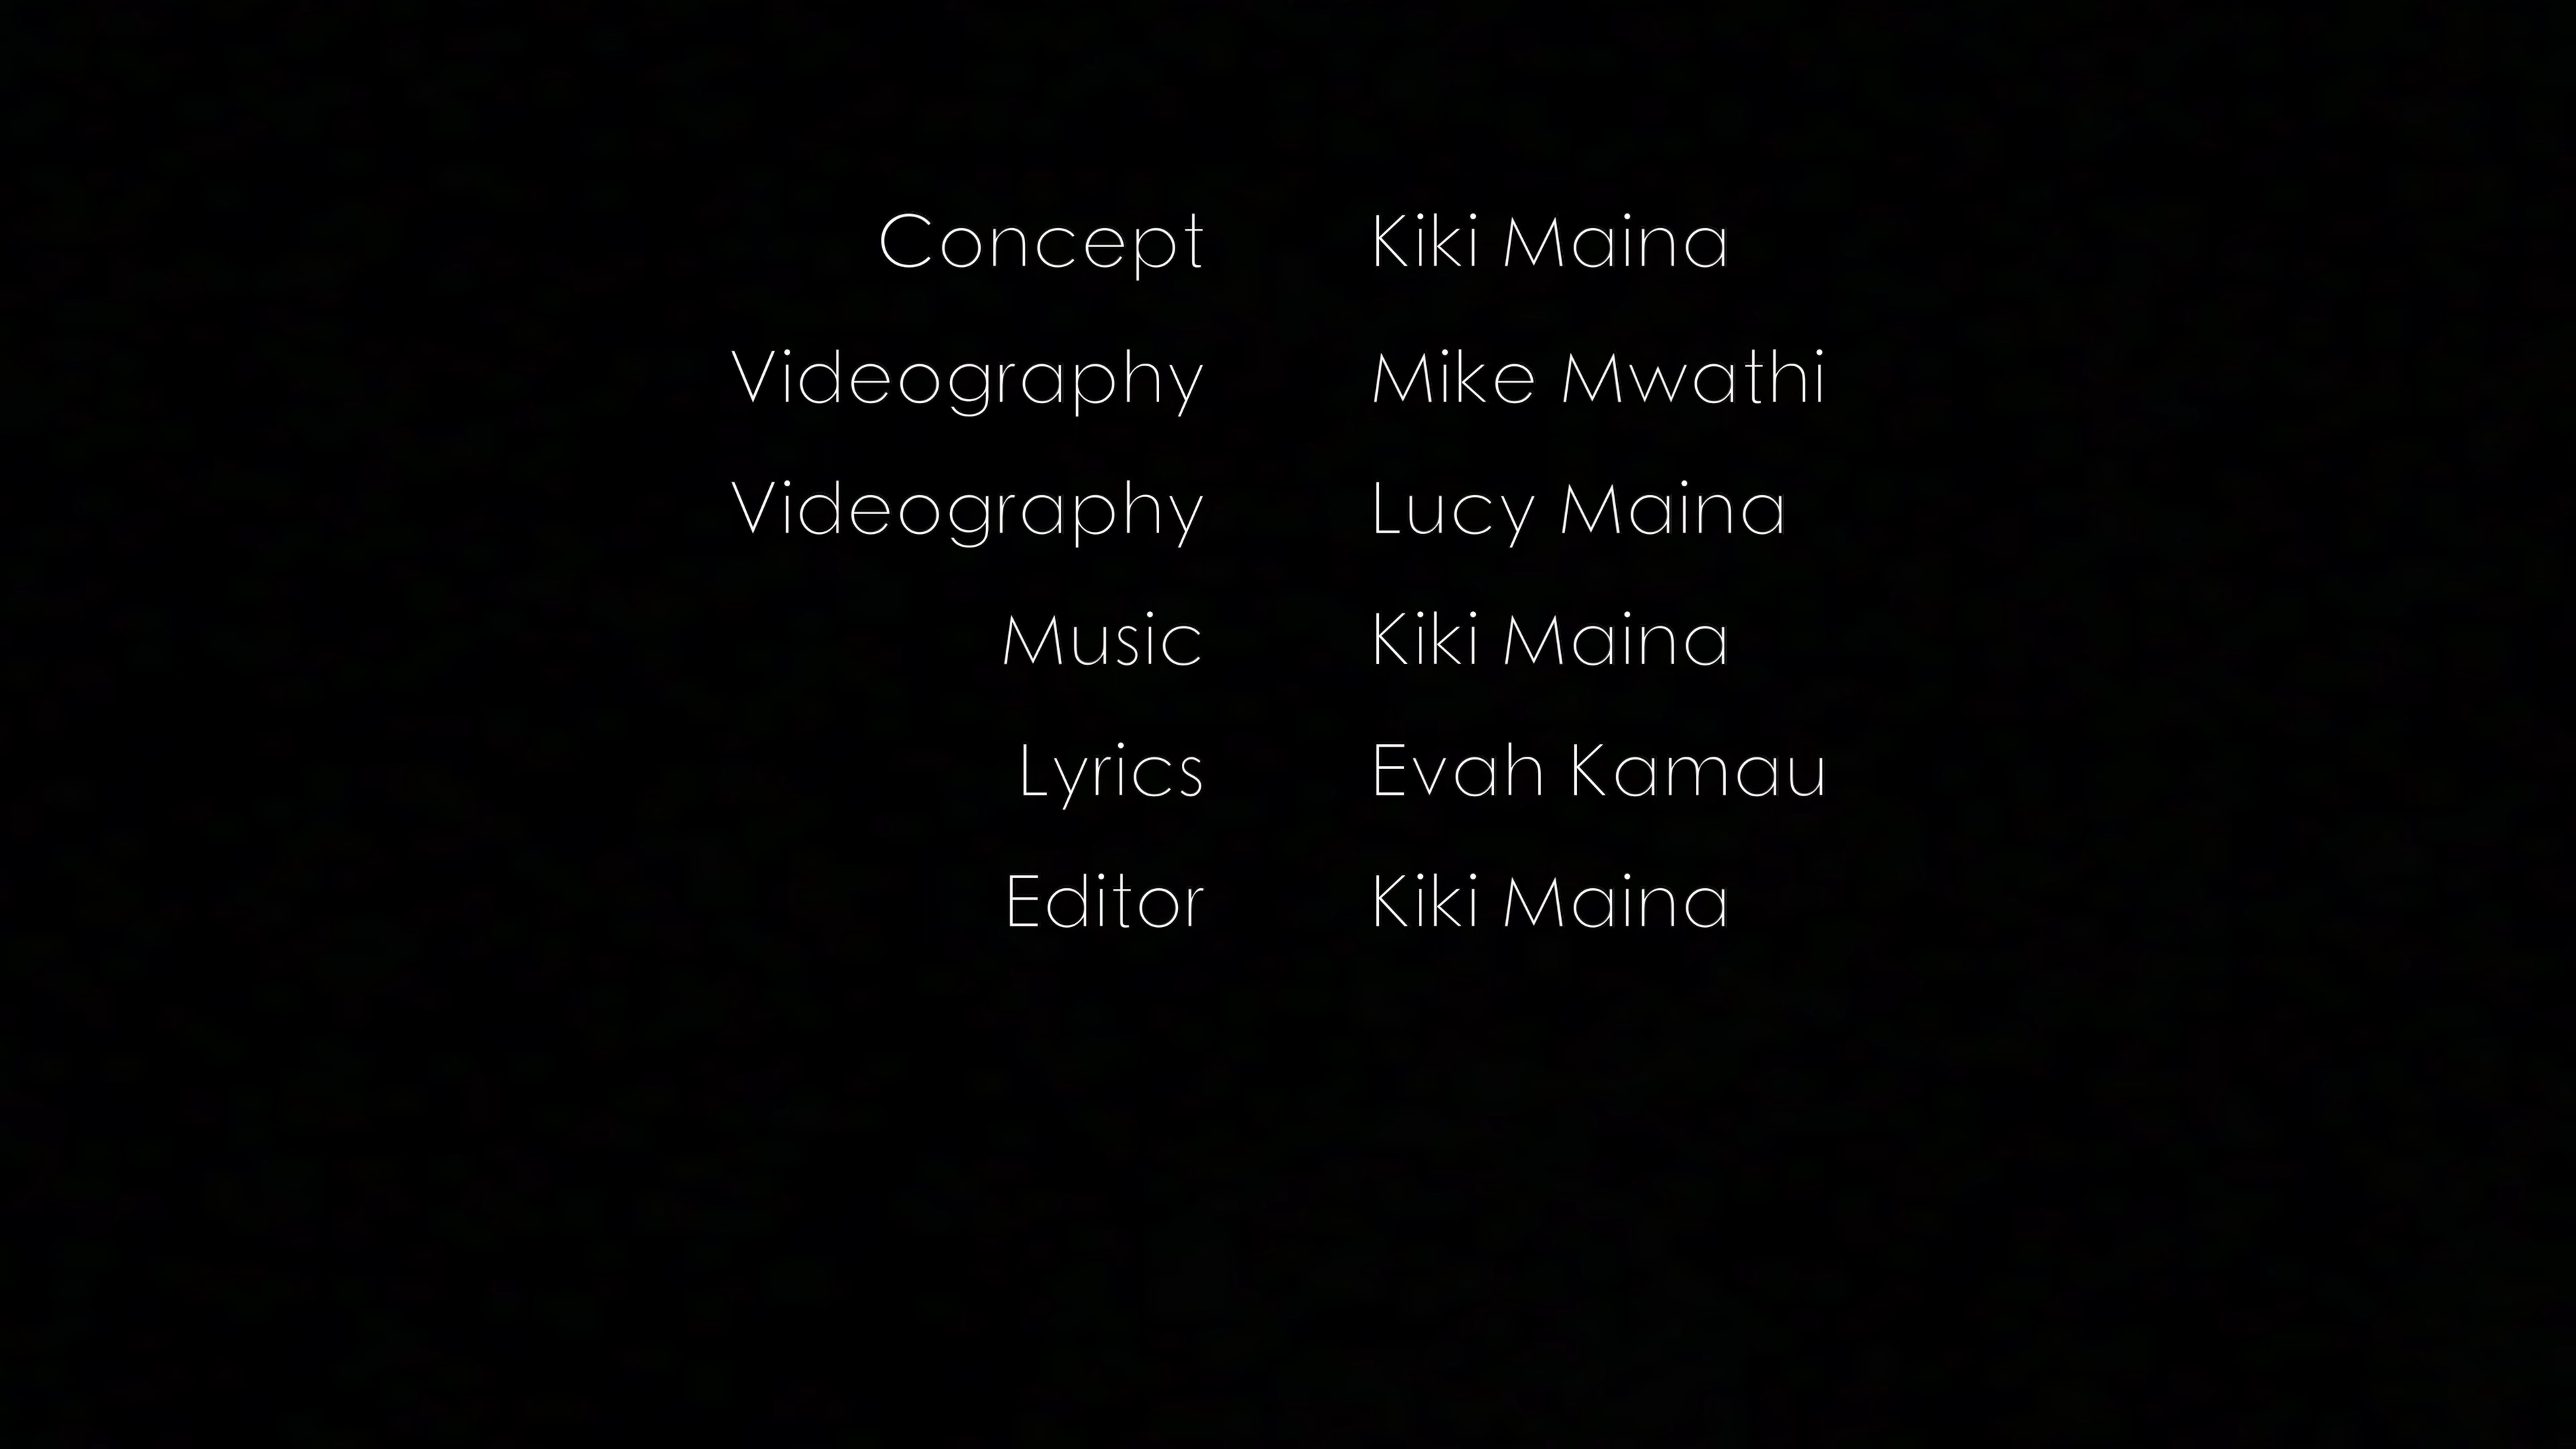 Concept Kiki Maina
Videography Mike Mwathi
Videography Lucy Maina
Music Kiki Maina
Lyrics Evah Kamau
Editor Kiki Maina